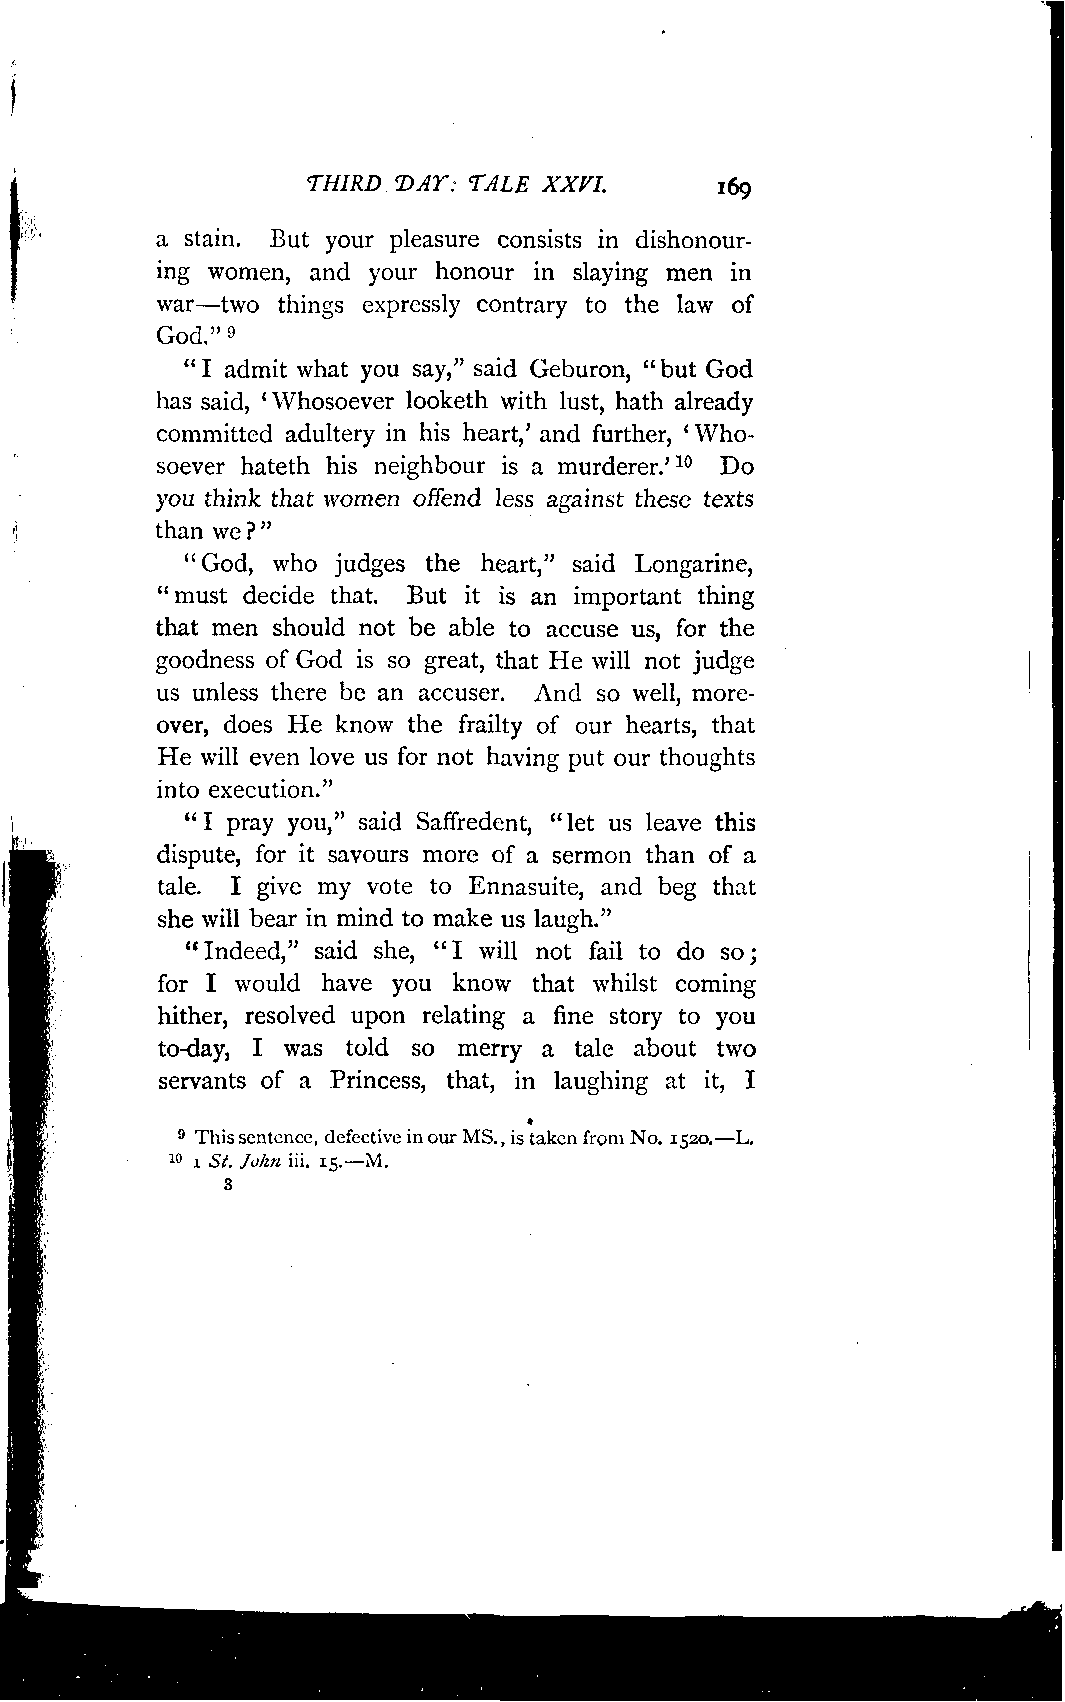 THIRD DAY: TALE XXVI. 169
a stain. But your pleasure consists in dishonour-
ing women, and your honour in slaying men in
war—two things expressly contrary to the law of
God.” 9
“I admit what you say,” said Geburon, “but God
has said, ‘Whosoever looketh with lust, hath already
committed adultery in his heart,’ and further, ‘Who-
soever hateth his neighbour is a murderer.’ 10 Do
you think that women offend less against these texts
than we?”
“God, who judges the heart,” said Longarine,
“must decide that. But it is an important thing
that men should not be able to accuse us, for the
goodness of God is so great, that He will not judge
us unless there be an accuser. And so well, more-
over, does He know the frailty of our hearts, that
He will even love us for not having put our thoughts
into execution.”
“I pray you,” said Saffredent, “let us leave this
dispute, for it savours more of a sermon than of a
tale. I give my vote to Ennasuite, and beg that
she will bear in mind to make us laugh.”
“Indeed,” said she, “I will not fail to do so;
for I would have you know that whilst coming
hither, resolved upon relating a fine story to you
to-day, I was told so merry a tale about two
servants of a Princess, that, in laughing at it, I
9 This sentence, defective in our MS., is taken from No. 1520.—L.
10 1 St. John iii. 15.—M.
3